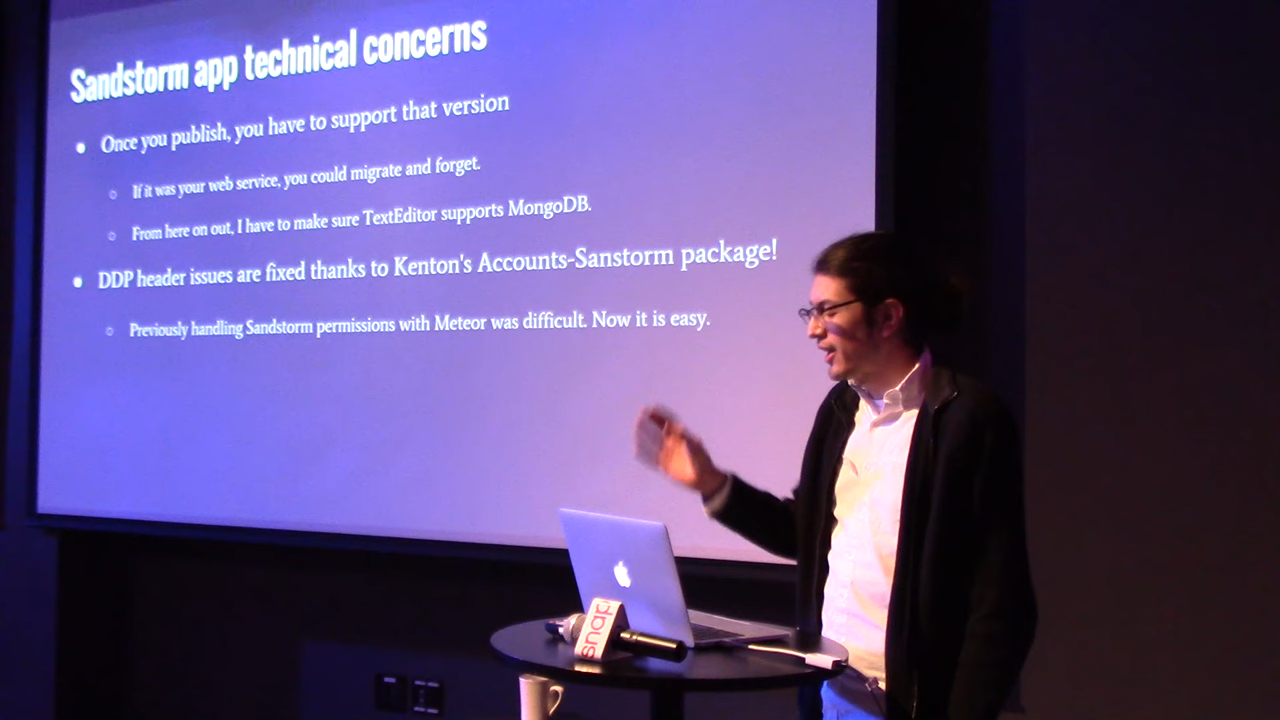 Sandstorm app technical concerns
Once you publish, you have to support that version
If it was your web service, you could migrate and forget.
From here on out, I have to make sure TextEditor supports MongoDB.
DDP header issues are fixed thanks to Kenton's Accounts-Sanstorm package!
Previously handling Sandstorm permissions with Meteor was difficult. Now it is easy.
snap